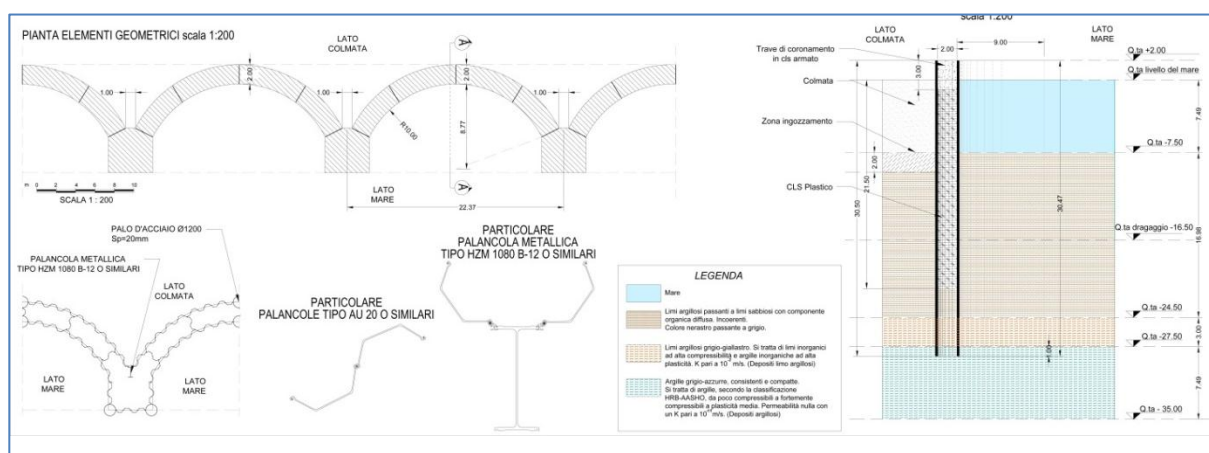 PIANTA ELEMENTI GEOMETRICI scala 1:200
LATO
COLMATA
A
2.00
2.00
1.00
1.00
R10.00
8.77
A
LATO
MARE
22.37
m 0 2 4 6 8 10
SCALA 1 : 200
PALO D'ACCIAIO Ø1200
Sp=20mm
PALANCOLA METALLICA
TIPO HZM 1080 B-12 O SIMILARI
LATO
COLMATA
LATO
MARE
LATO
MARE
PARTICOLARE
PALANCOLE TIPO AU 20 O SIMILARI
PARTICOLARE
PALANCOLA METALLICA
TIPO HZM 1080 B-12 O SIMILARI
LEGENDA
Mare
Limi argillosi passanti a limi sabbiosi con componente
organica diffusa. Incoerenti.
Colore nerastro passante a grigio.
Limi argillosi grigio-giallastro. Si tratta di limi inorganici
ad alta compressibilità e argille inorganiche ad alta
plasticità. K pari a 10 m/s. (Depositi limo argillosi)
Argille grigio-azzurre, consistenti e compatte.
Si tratta di argille, secondo la classificazione
HRB-AASHO, da poco compressibili a fortemente
compressibili a plasticità media. Permeabilità nulla con
un K pari a 10 m/s. (Depositi argillosi)
scala 1:200
LATO
COLMATA
LATO
MARE
2.00
9.00
Trave di coronamento
in cls armato
Colmata
Zona ingozzamento
CLS Plastico
3.00
2.00
21.50
30.50
30.47
Q.ta +2.00
Q.ta livello del mare
7.49
Q.ta -7.50
Q.ta dragaggio -16.50
16.98
Q.ta -24.50
3.00
Q.ta -27.50
7.49
Q.ta - 35.00